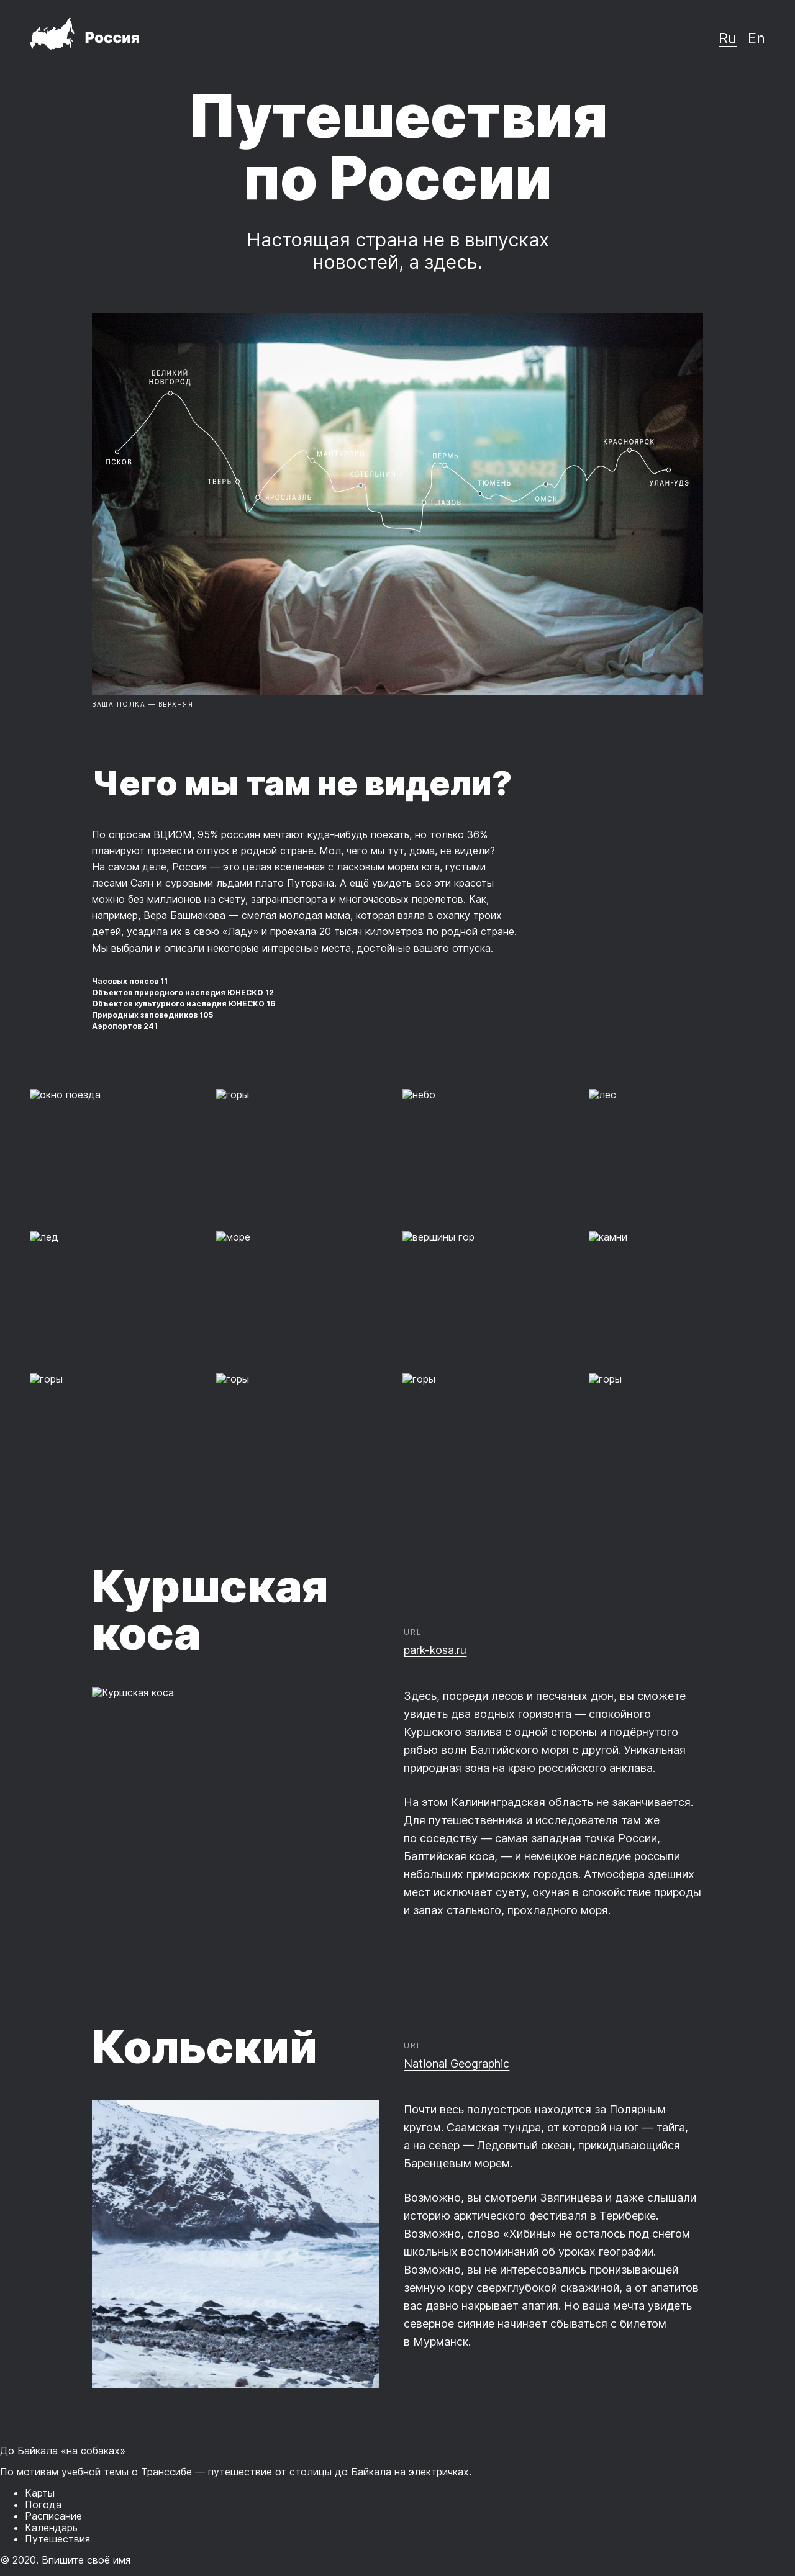 Россия
Ru En
Путешествия
по России
Настоящая страна не в выпусках
новостей, а здесь.
ВЕЛИКИЙ
НОВГОРОД
ПСКОВ
ТВЕРЬ
ЯРОСЛАВЛЬ
МАНТУРОВО
КОТЕЛЬНИЧ-1
ПЕРМЬ
ГЛАЗОВ
ТЮМЕНЬ
ОМСК
КРАСНОЯРСК
УЛАН-УДЭ
ВАША ПОЛКА — ВЕРХНЯЯ
Чего мы там не видели?
По опросам ВЦИОМ, 95% россиян мечтают куда-нибудь поехать, но только 36%
планируют провести отпуск в родной стране. Мол, чего мы тут, дома, не видели?
На самом деле, Россия — это целая вселенная с ласковым морем юга, густыми
лесами Саян и суровыми льдами плато Путорана. А ещё увидеть все эти красоты
можно без миллионов на счету, загранпаспорта и многочасовых перелетов. Как,
например, Вера Башмакова — смелая молодая мама, которая взяла в охапку троих
детей, усадила их в свою «Ладу» и проехала 20 тысяч километров по родной стране.
Мы выбрали и описали некоторые интересные места, достойные вашего отпуска.
Часовых поясов 11
Объектов природного наследия ЮНЕСКО 12
Объектов культурного наследия ЮНЕСКО 16
Природных заповедников 105
Аэропортов 241
окно поезда
горы
небо
лес
лед
море
вершины гор
камни
горы
горы
горы
горы
Куршская
коса
URL
park-kosa.ru
Куршская коса
Здесь, посреди лесов и песчаных дюн, вы сможете
увидеть два водных горизонта — спокойного
Куршского залива с одной стороны и подёрнутого
рябью волн Балтийского моря с другой. Уникальная
природная зона на краю российского анклава.
На этом Калининградская область не заканчивается.
Для путешественника и исследователя там же
по соседству — самая западная точка России,
Балтийская коса, — и немецкое наследие россыпи
небольших приморских городов. Атмосфера здешних
мест исключает суету, окуная в спокойствие природы
и запах стального, прохладного моря.
Кольский
URL
National Geographic
Почти весь полуостров находится за Полярным
кругом. Саамская тундра, от которой на юг — тайга,
а на север — Ледовитый океан, прикидывающийся
Баренцевым морем.
Возможно, вы смотрели Звягинцева и даже слышали
историю арктического фестиваля в Териберке.
Возможно, слово «Хибины» не осталось под снегом
школьных воспоминаний об уроках географии.
Возможно, вы не интересовались пронизывающей
земную кору сверхглубокой скважиной, а от апатитов
вас давно накрывает апатия. Но ваша мечта увидеть
северное сияние начинает сбываться с билетом
в Мурманск.
До Байкала «на собаках»
По мотивам учебной темы о Транссибе — путешествие от столицы до Байкала на электричках.
Карты
Погода
Расписание
Календарь
Путешествия
© 2020. Впишите своё имя